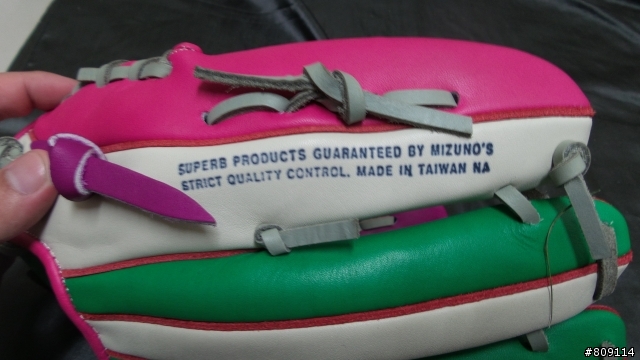 SUPERB PRODUCTS GUARANTEED BY MIZUNO'S
STRICT QUALITY CONTROL. MADE IN TAIWAN NA
#809114